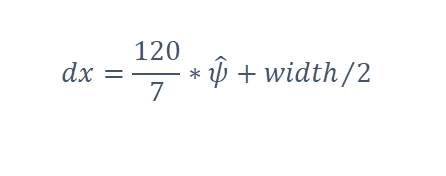 dx = 120/7 * ψ̂ + width/2